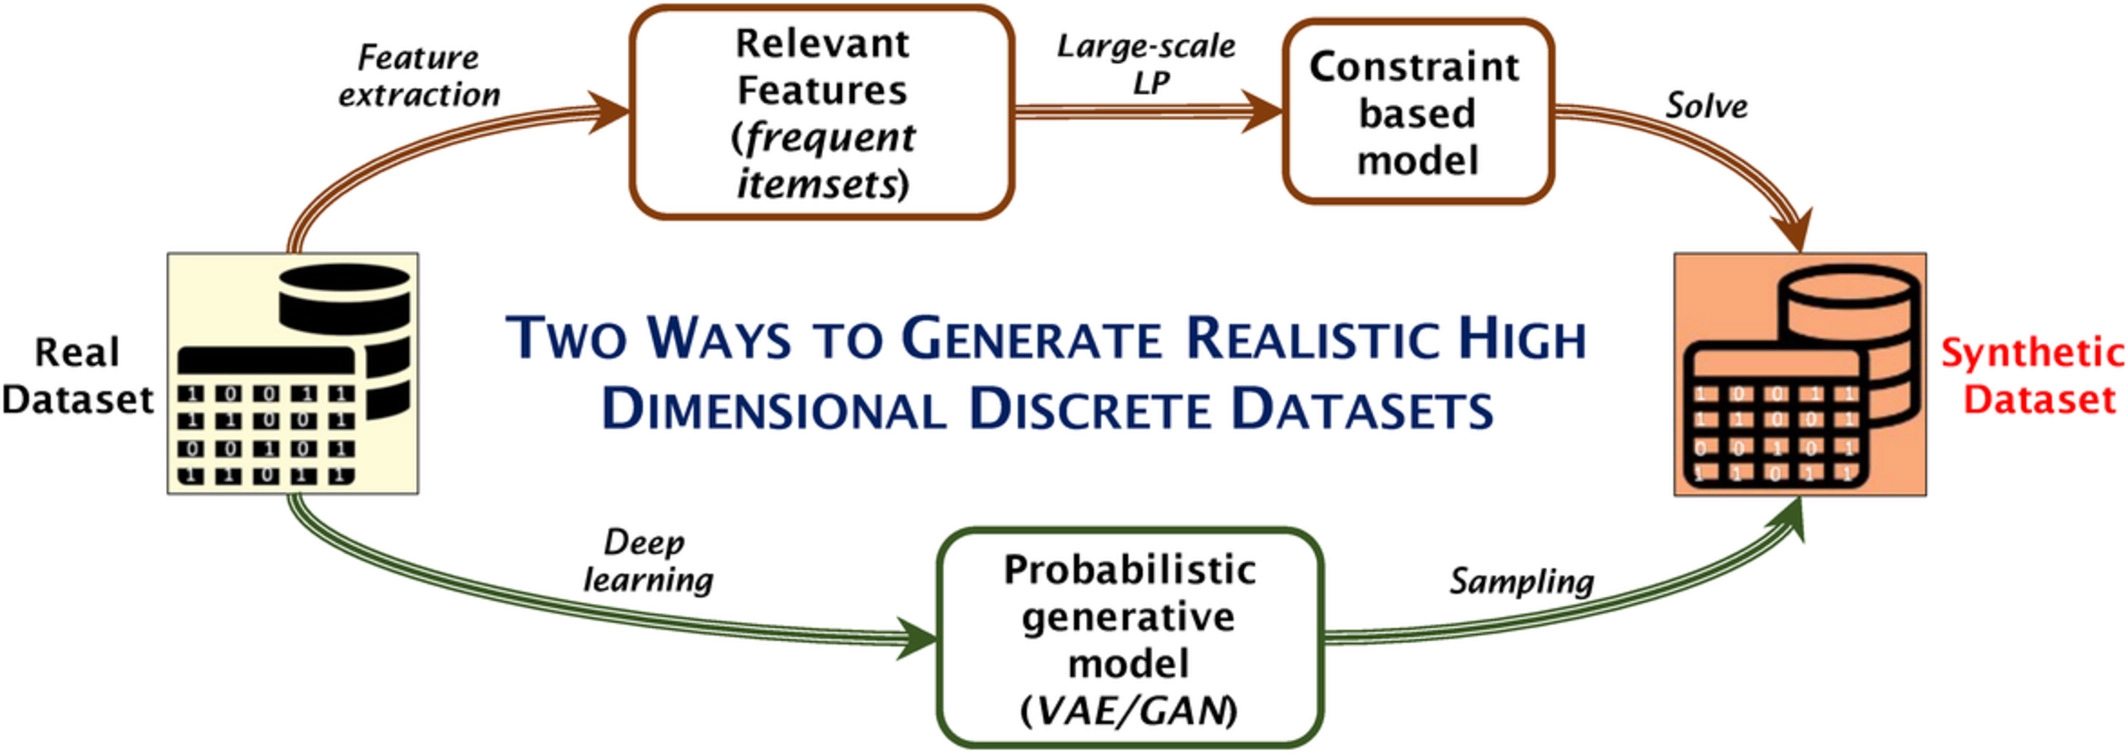 Feature
extraction
Relevant
Features
(frequent
itemsets)
Large-scale
LP
Constraint
based
model
Solve
Real
Dataset
1 0 0 1 1
1 1 0 0 1
0 0 1 0 1
1 1 0 1 1
TWO WAYS TO GENERATE REALISTIC HIGH
DIMENSIONAL DISCRETE DATASETS
1 0 0 1 1
1 1 0 0 1
0 0 1 0 1
1 1 0 1 1
Synthetic
Dataset
Deep
learning
Probabilistic
generative
model
(VAE/GAN)
Sampling